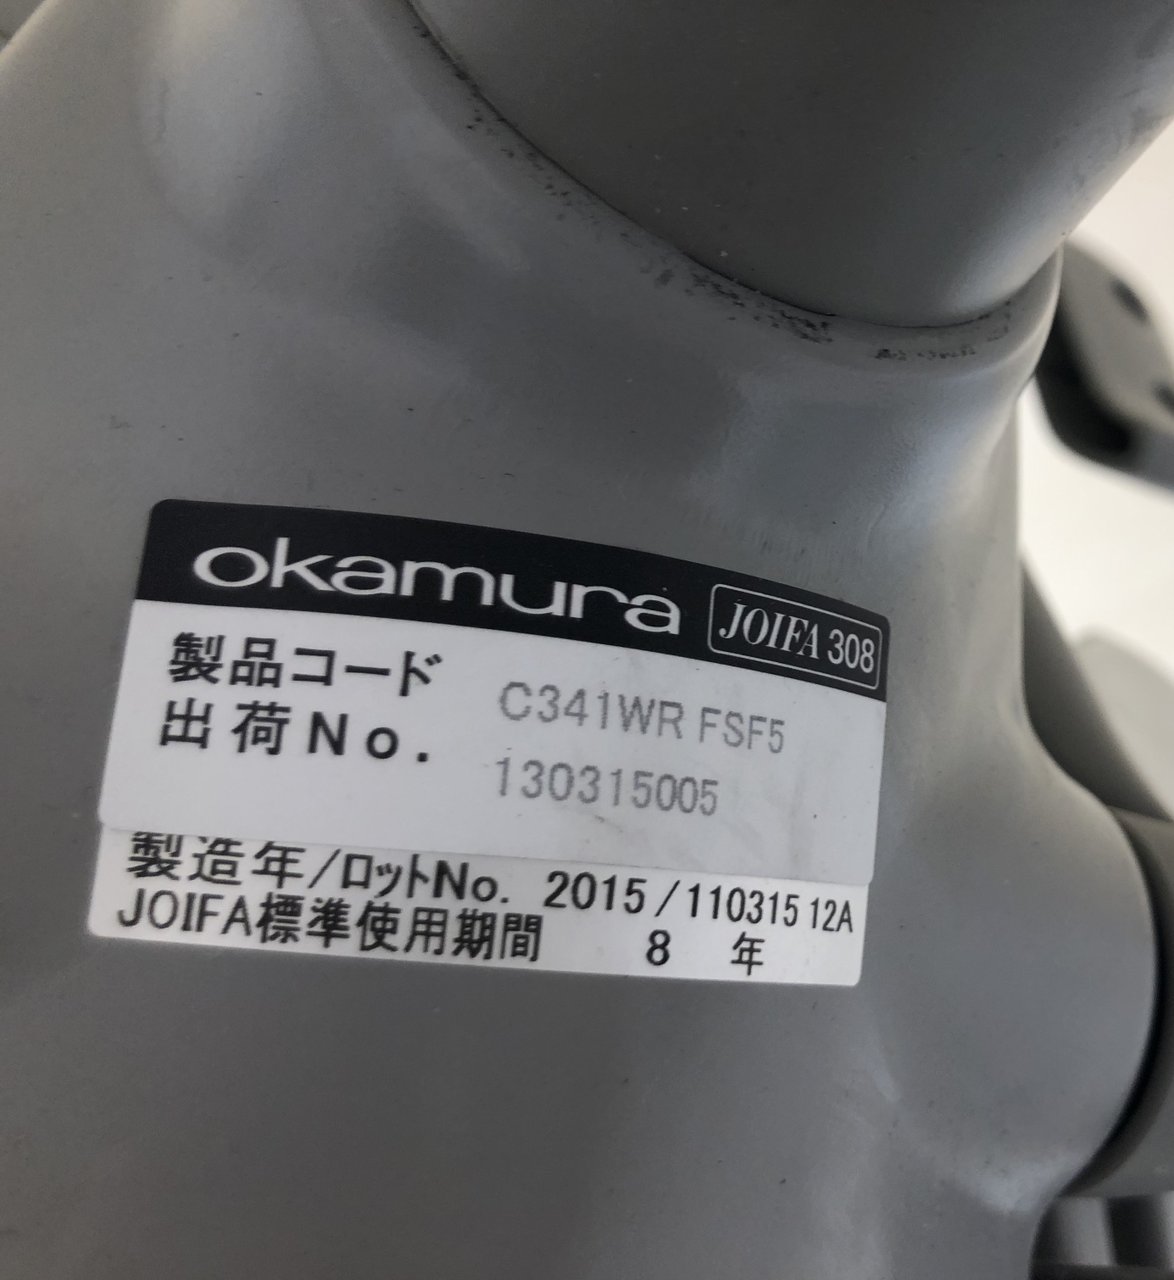 okamura JOIFA 308
製品コード C341WR FSF5
出荷No. 130315005
製造年/ロットNo. 2015/110315 12A
JOIFA標準使用期間 8 年